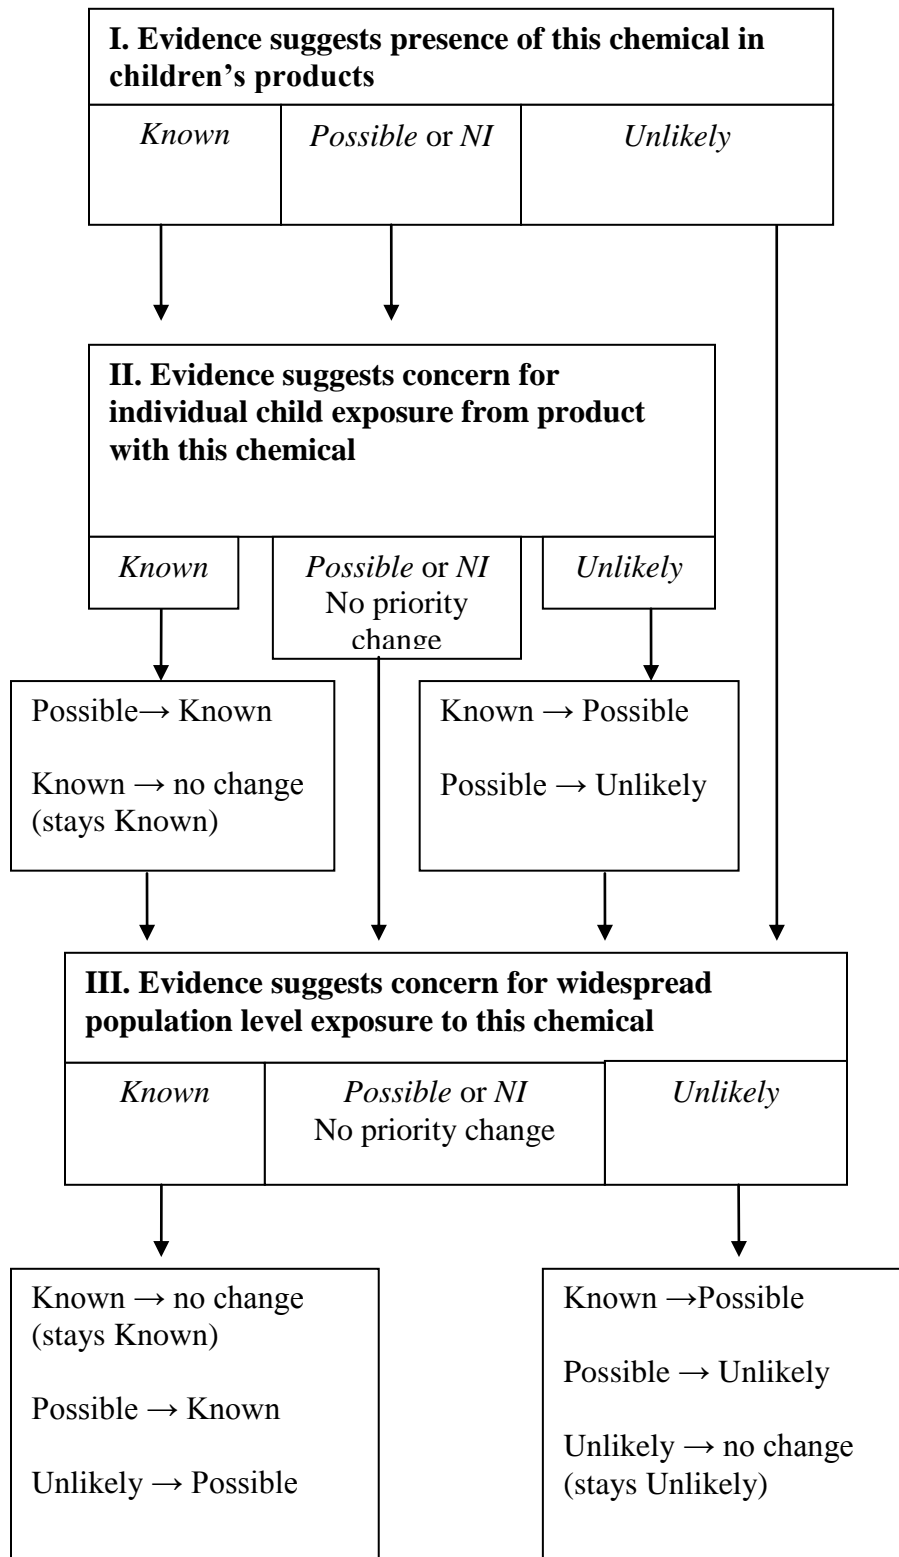 I. Evidence suggests presence of this chemical in
children’s products
Known
Possible or NI
Unlikely
II. Evidence suggests concern for
individual child exposure from product
with this chemical
Known
Possible or NI
No priority
change
Unlikely
Possible→ Known
Known → no change
(stays Known)
Known → Possible
Possible → Unlikely
III. Evidence suggests concern for widespread
population level exposure to this chemical
Known
Possible or NI
No priority change
Unlikely
Known → no change
(stays Known)
Possible → Known
Unlikely → Possible
Known →Possible
Possible → Unlikely
Unlikely → no change
(stays Unlikely)